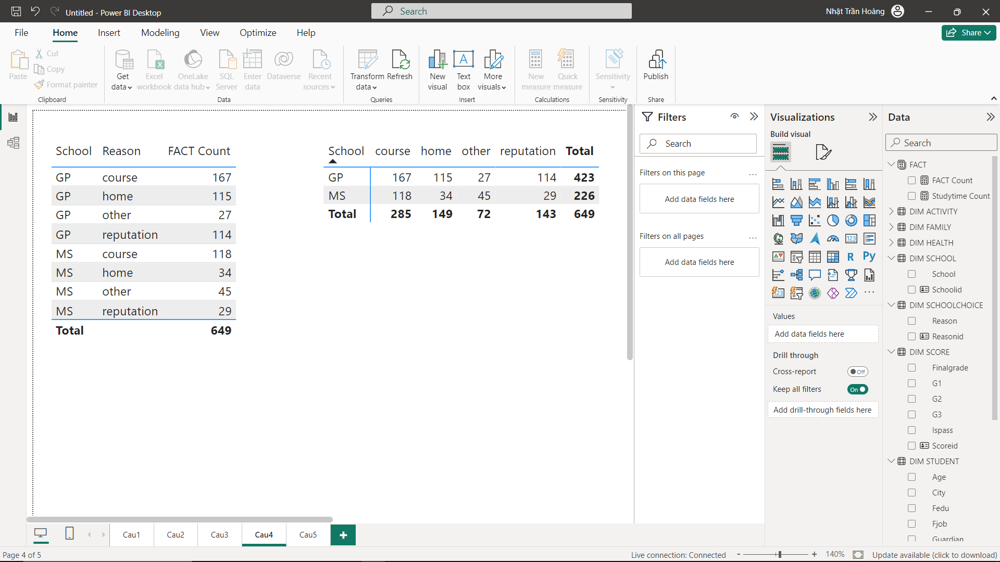 Untitled - Power BI Desktop
Search
Nhật Trần Hoàng
File Home Insert Modeling View Optimize Help
Share
Paste
Cut
Copy
Format painter
Clipboard
Get data
Excel workbook
OneLake data hub
SQL Server
Enter data
Dataverse
Recent sources
Data
Transform data
Refresh
Queries
New visual
A
Text box
More visuals
Insert
New measure
Quick measure
Calculations
Sensitivity
Sensitivity
Publish
Share
School Reason FACT Count
GP course 167
GP home 115
GP other 27
GP reputation 114
MS course 118
MS home 34
MS other 45
MS reputation 29
Total 649
School course home other reputation Total
GP 167 115 27 114 423
MS 118 34 45 29 226
Total 285 149 72 143 649
Filters
Search
Filters on this page ...
Add data fields here
Filters on all pages ...
Add data fields here
Visualizations
Build visual
123
R Py
123
...
Values
Add data fields here
Drill through
Cross-report Off
Keep all filters On
Add drill-through fields here
Data
Search
FACT
FACT Count
Studytime Count
DIM ACTIVITY
DIM FAMILY
DIM HEALTH
DIM SCHOOL
School
Schoolid
DIM SCHOOLCHOICE
Reason
Reasonid
DIM SCORE
Finalgrade
G1
G2
G3
Ispass
Scoreid
DIM STUDENT
Age
City
Fedu
Fjob
Guardian
Cau1 Cau2 Cau3 Cau4 Cau5 +
Page 4 of 5
Live connection: Connected - + 140% Update available (click to download)